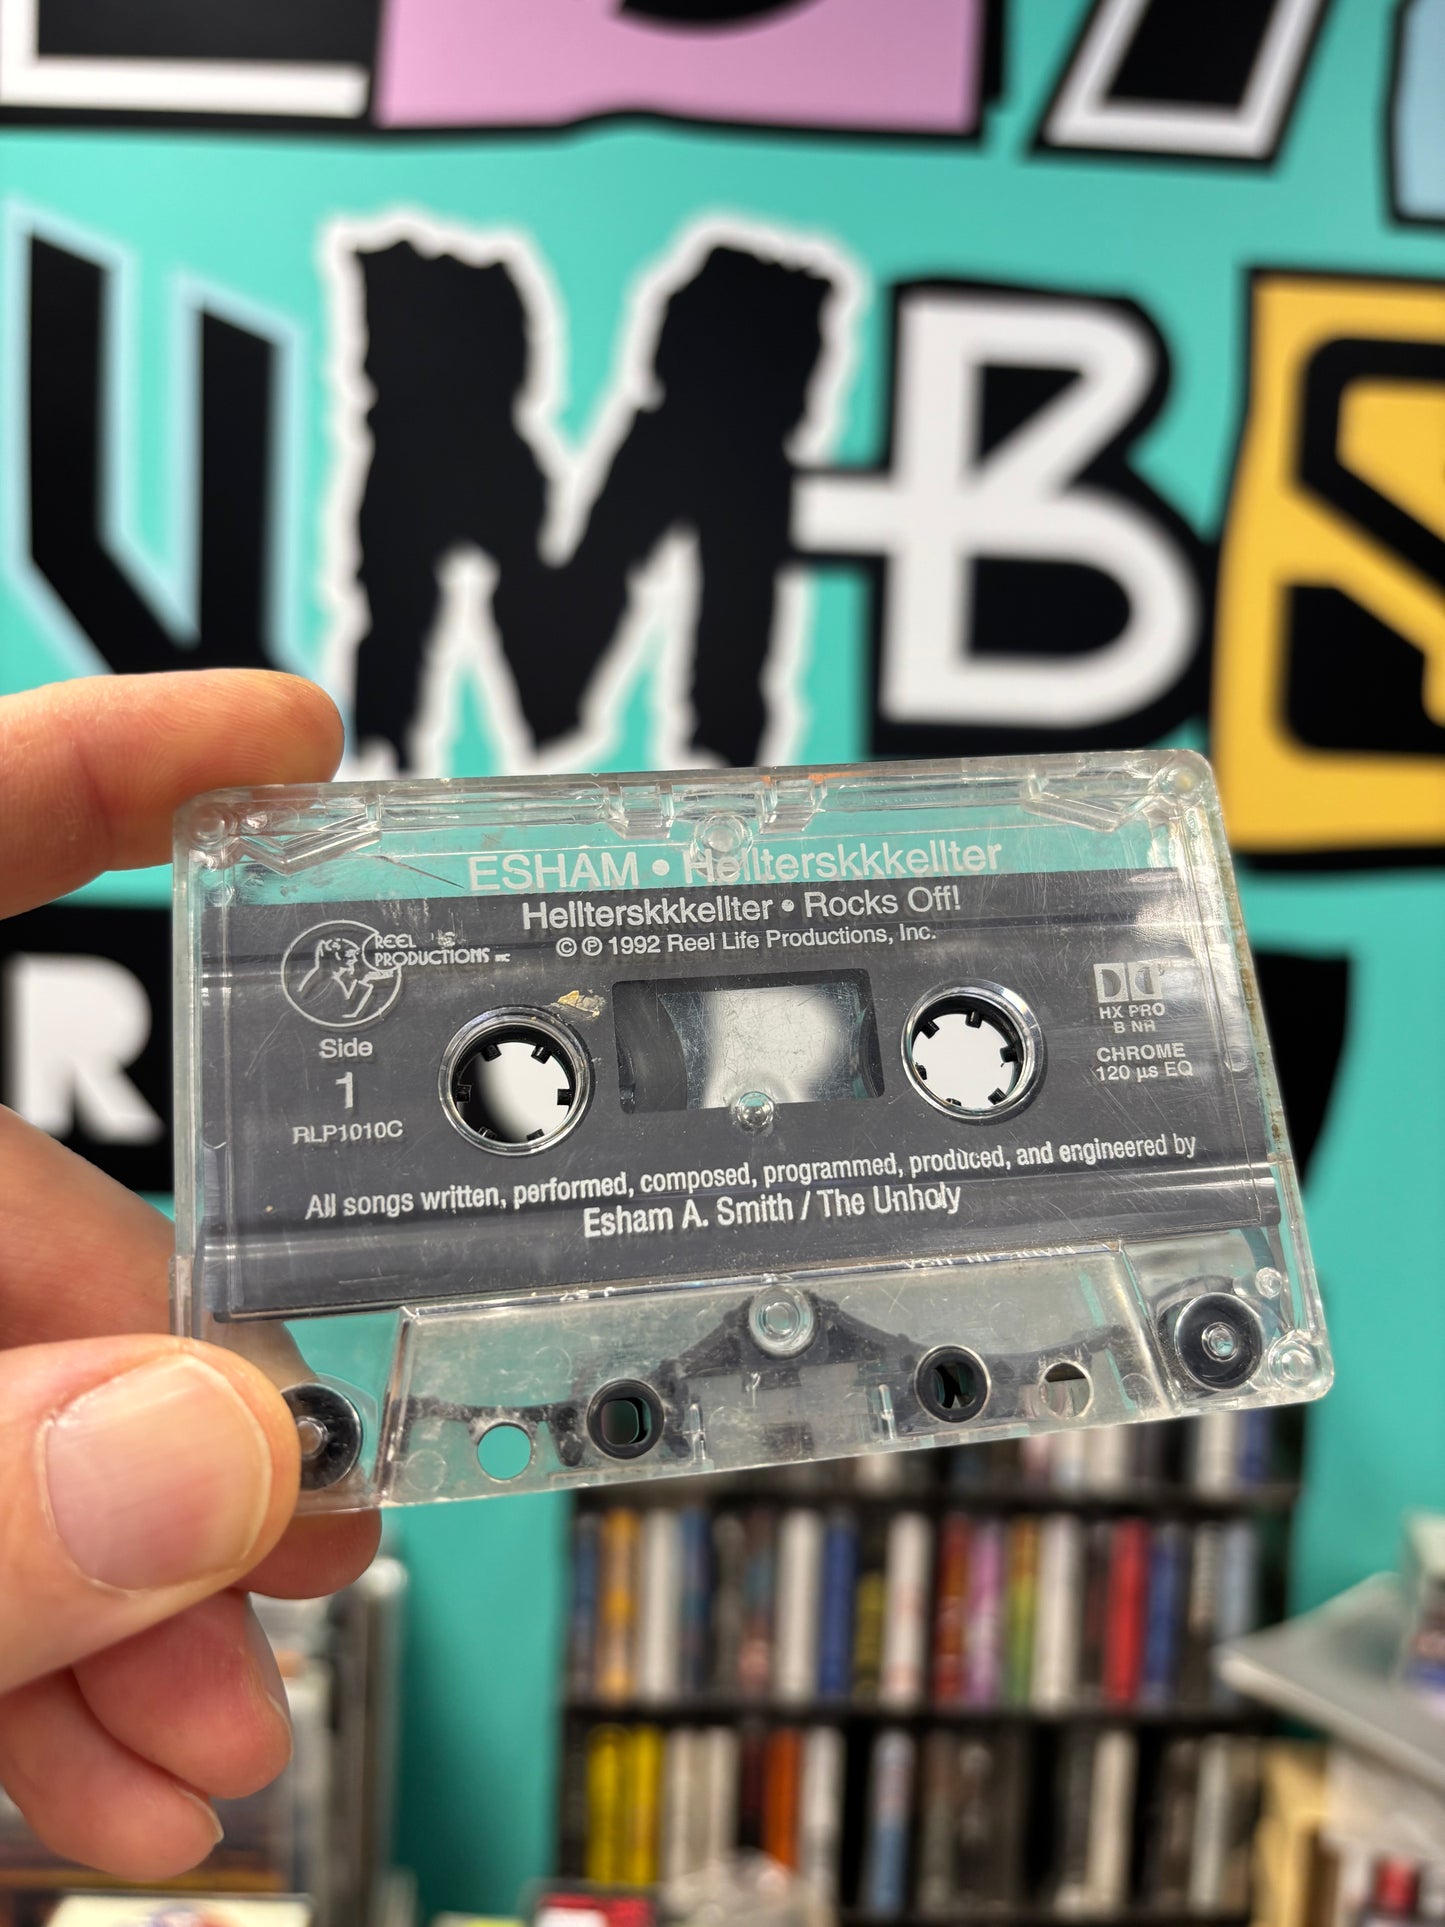 UMBS
R
ESHAM • Hellterskkkellter
Hellterskkkellter • Rocks Off!
© ℗ 1992 Reel Life Productions, Inc.
REEL
PRODUCTIONS INC
Side
1
RLP1010C
HX PRO
B NR
CHROME
120 µs EQ
All songs written, performed, composed, programmed, produced, and engineered by
Esham A. Smith / The Unholy